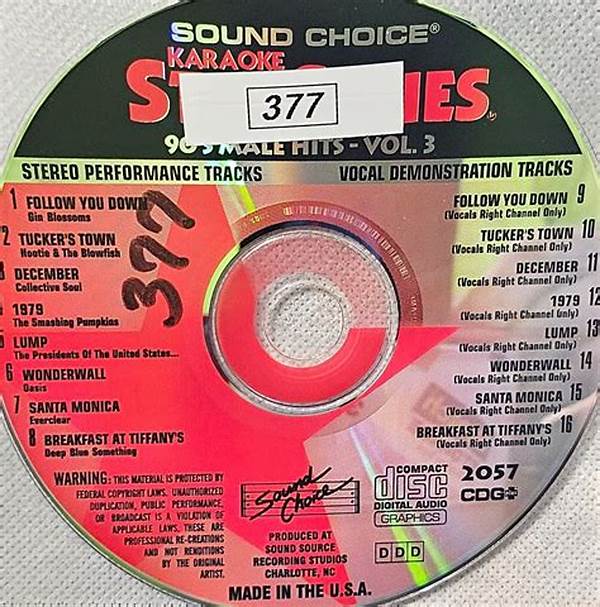 SOUND CHOICE®
KARAOKE
377
90'S MALE HITS - VOL. 3
STEREO PERFORMANCE TRACKS
VOCAL DEMONSTRATION TRACKS
1 FOLLOW YOU DOWN
Gin Blossoms
2 TUCKER'S TOWN
Hootie & The Blowfish
3 DECEMBER
Collective Soul
4 1979
The Smashing Pumpkins
5 LUMP
The Presidents Of The United States...
6 WONDERWALL
Oasis
7 SANTA MONICA
Everclear
8 BREAKFAST AT TIFFANY'S
Deep Blue Something
377
FOLLOW YOU DOWN 9
(Vocals Right Channel Only)
TUCKER'S TOWN 10
(Vocals Right Channel Only)
DECEMBER 11
(Vocals Right Channel Only)
1979 12
(Vocals Right Channel Only)
LUMP 13
(Vocals Right Channel Only)
WONDERWALL 14
(Vocals Right Channel Only)
SANTA MONICA 15
(Vocals Right Channel Only)
BREAKFAST AT TIFFANY'S 16
(Vocals Right Channel Only)
WARNING: THIS MATERIAL IS PROTECTED BY
FEDERAL COPYRIGHT LAWS. UNAUTHORIZED
DUPLICATION, PUBLIC PERFORMANCE,
OR BROADCAST IS A VIOLATION OF
APPLICABLE LAWS. THESE ARE
PROFESSIONAL RE-CREATIONS
AND NOT RENDITIONS
BY THE ORIGINAL
ARTIST.
Sound
Choice
PRODUCED AT
SOUND SOURCE
RECORDING STUDIOS
CHARLOTTE, NC
COMPACT
disc
DIGITAL AUDIO
GRAPHICS
DDD
2057
CDG
MADE IN THE U.S.A.